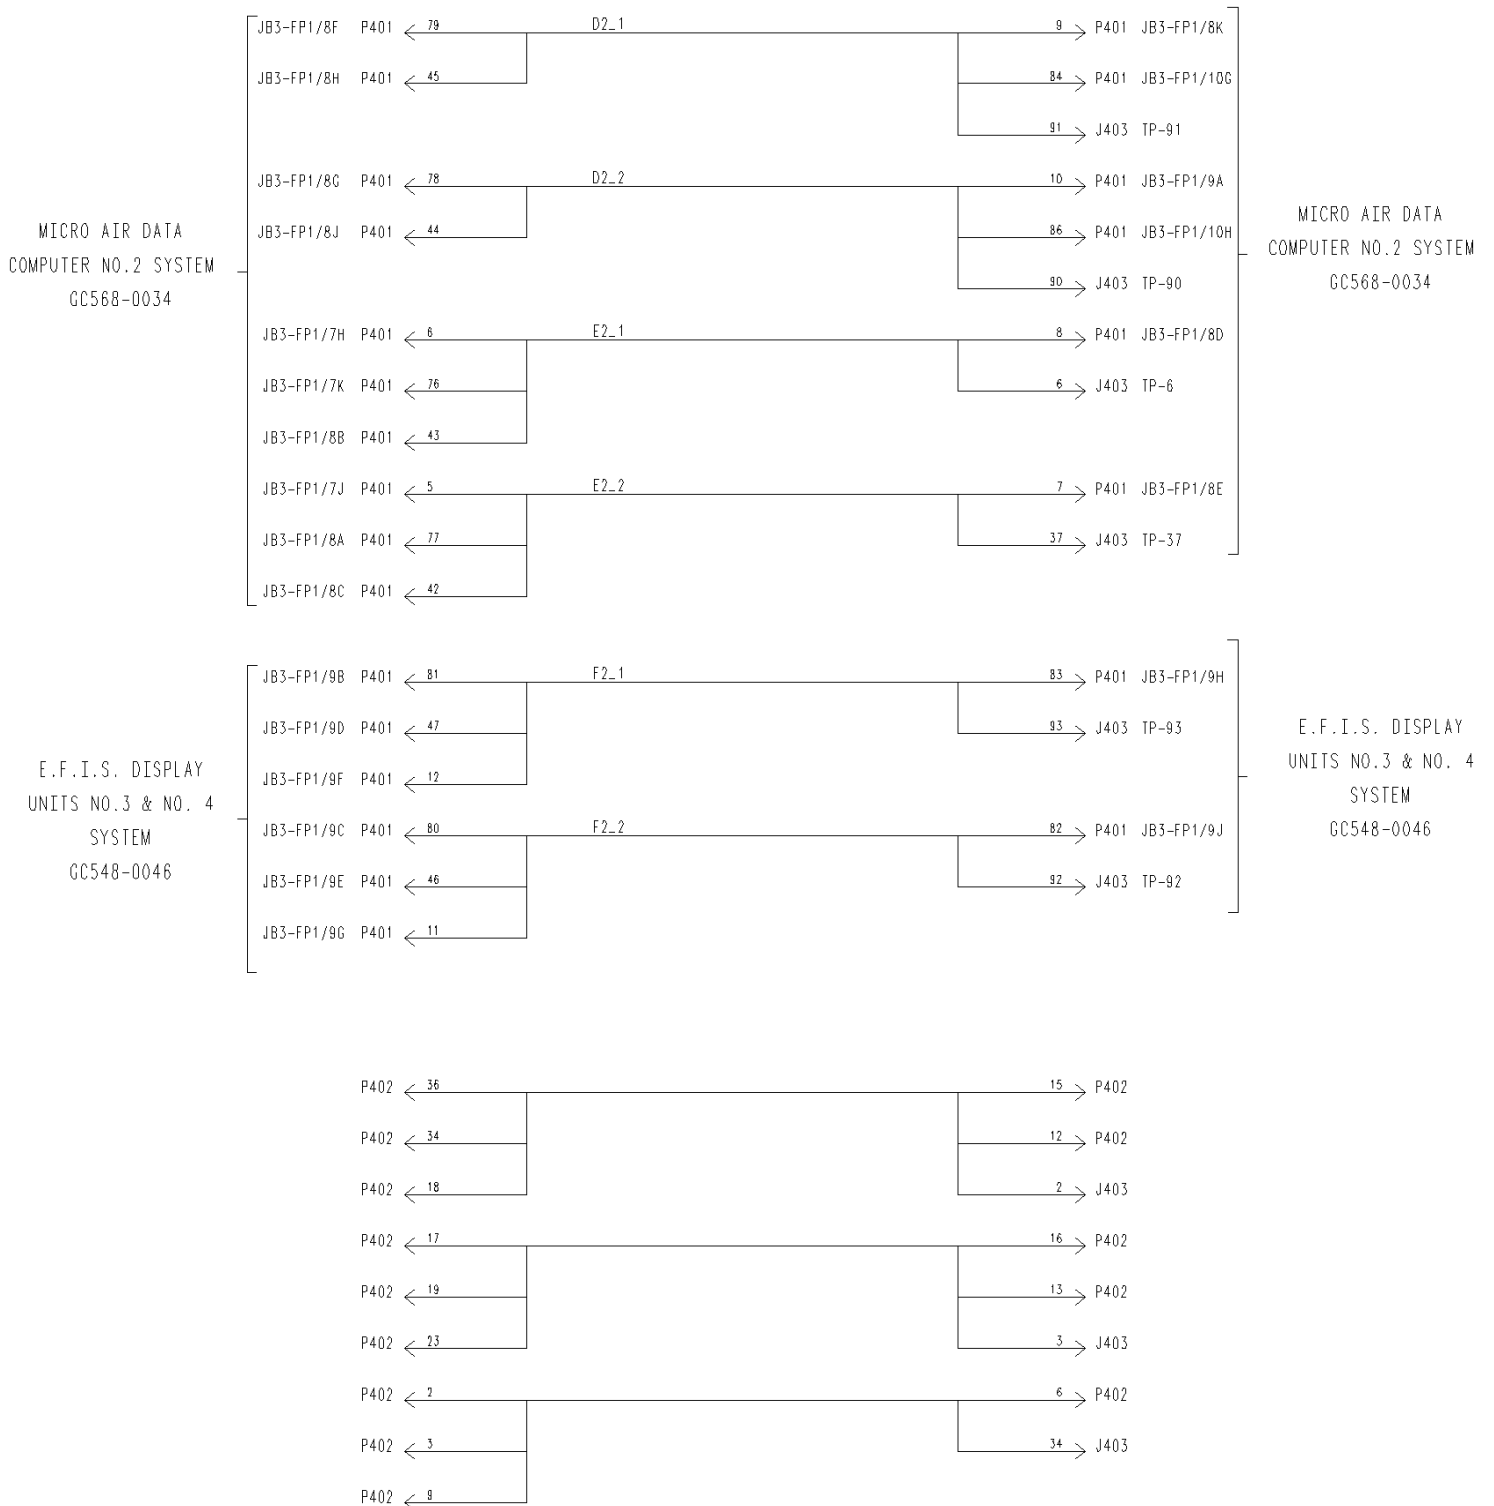 JB3-FP1/8F P401 79 D2_1 9 P401 JB3-FP1/8K
JB3-FP1/8H P401 45 84 P401 JB3-FP1/10G
91 J403 TP-91
JB3-FP1/8G P401 78 D2_2 10 P401 JB3-FP1/9A
JB3-FP1/8J P401 44 86 P401 JB3-FP1/10H
90 J403 TP-90
MICRO AIR DATA
COMPUTER NO.2 SYSTEM
GC568-0034
MICRO AIR DATA
COMPUTER NO.2 SYSTEM
GC568-0034
JB3-FP1/7H P401 6 E2_1 8 P401 JB3-FP1/8D
JB3-FP1/7K P401 76 6 J403 TP-6
JB3-FP1/8B P401 43
JB3-FP1/7J P401 5 E2_2 7 P401 JB3-FP1/8E
JB3-FP1/8A P401 77 37 J403 TP-37
JB3-FP1/8C P401 42
JB3-FP1/9B P401 81 F2_1 83 P401 JB3-FP1/9H
JB3-FP1/9D P401 47 93 J403 TP-93
JB3-FP1/9F P401 12
E.F.I.S. DISPLAY
UNITS NO.3 & NO. 4
SYSTEM
GC548-0046
E.F.I.S. DISPLAY
UNITS NO.3 & NO. 4
SYSTEM
GC548-0046
JB3-FP1/9C P401 80 F2_2 82 P401 JB3-FP1/9J
JB3-FP1/9E P401 46 92 J403 TP-92
JB3-FP1/9G P401 11
P402 36 15 P402
P402 34 12 P402
P402 18 2 J403
P402 17 16 P402
P402 19 13 P402
P402 23 3 J403
P402 2 6 P402
P402 3 34 J403
P402 9